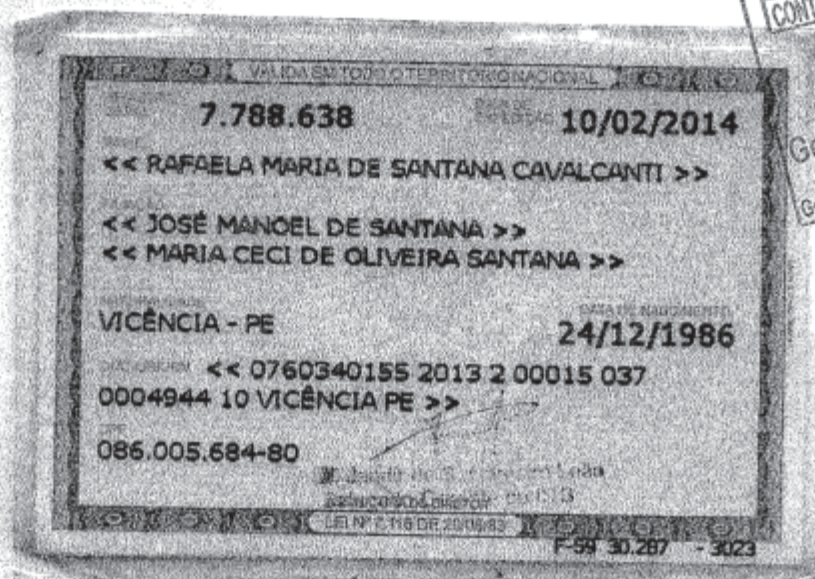 CONT
VÁLIDA EM TODO O TERRITÓRIO NACIONAL
7.788.638
10/02/2014
<< RAFAELA MARIA DE SANTANA CAVALCANTI >>
<< JOSÉ MANOEL DE SANTANA >>
<< MARIA CECI DE OLIVEIRA SANTANA >>
VICÊNCIA - PE
DATA DE NASCIMENTO
24/12/1986
<< 0760340155 2013 2 00015 037
0004944 10 VICÊNCIA PE >>
086.005.684-80
LEI Nº 7.116 DE 29/08/83
F-59 30.287 - 3023